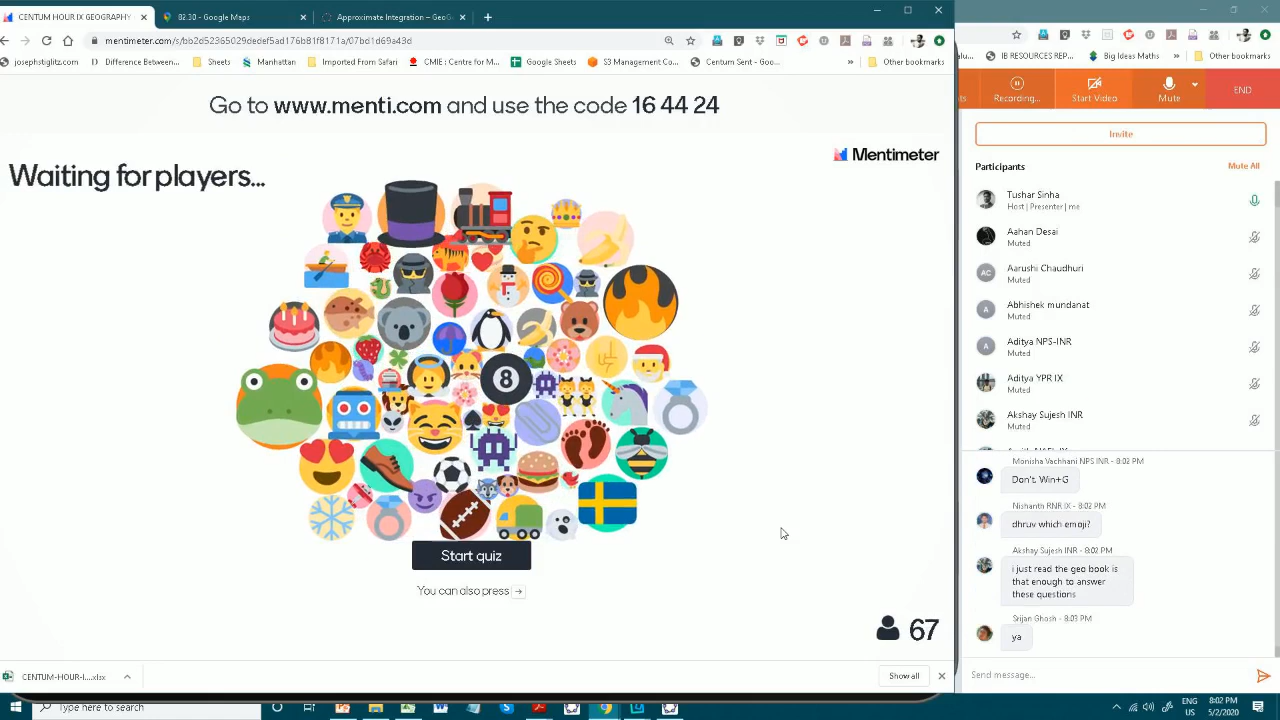 CENTUM HOUR IX GEOGRAPHY
82.30 - Google Maps
Approximate Integration – GeoG
mentimeter.com/s/bb2d52365029de6ef5ad176b81f8171a/07bd1d69a43d
josephstiglitz.com
Difference Between...
Sheets
Manhattan
Imported From Safari
CMIE : Centre for M...
Google Sheets
S3 Management Co...
Centum Sent - Goo...
Other bookmarks
IB RESOURCES REP...
Big Ideas Maths
Other bookmarks
Go to www.menti.com and use the code 16 44 24
Mentimeter
Waiting for players...
8
Start quiz
You can also press
67
Recording...
Start Video
Mute
END
Invite
Participants
Mute All
Tushar Sinha
Host | Presenter | me
Aahan Desai
Muted
AC
Aarushi Chaudhuri
Muted
A
Abhishek mundanat
Muted
A
Aditya NPS-INR
Muted
Aditya YPR IX
Muted
Akshay Sujesh INR
Muted
Monisha Vachhani NPS INR - 8:02 PM
Don't Win+G
Nishanth RNR IX - 8:02 PM
dhruv which emoji?
Akshay Sujesh INR - 8:02 PM
i just read the geo book is
that enough to answer
these questions
Srijan Ghosh - 8:03 PM
ya
Send message...
CENTUM-HOUR-I....xlsx
Show all
Type here to search
ENG
US
8:02 PM
5/2/2020